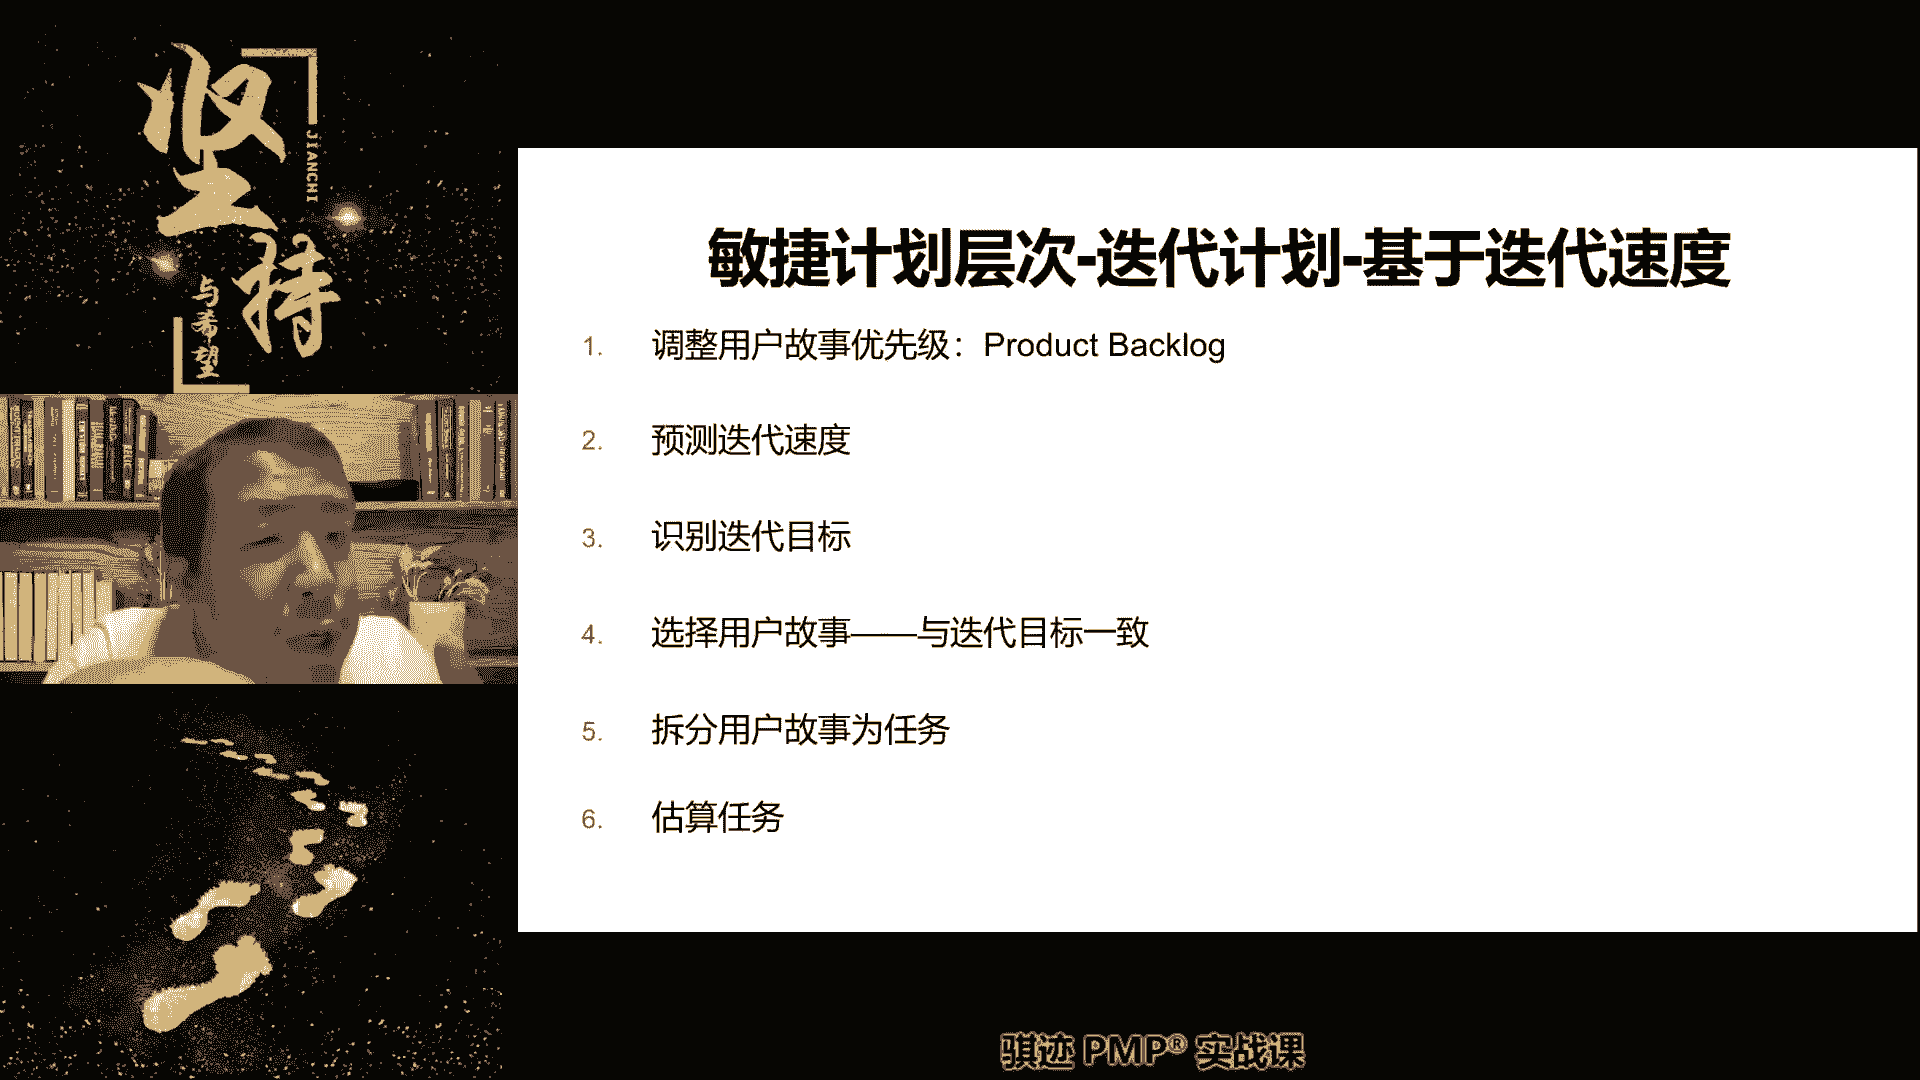 坚持
JIANCHI
与希望
敏捷计划层次-迭代计划-基于迭代速度
1. 调整用户故事优先级：Product Backlog
2. 预测迭代速度
3. 识别迭代目标
4. 选择用户故事——与迭代目标一致
5. 拆分用户故事为任务
6. 估算任务
骐迹 PMP® 实战课